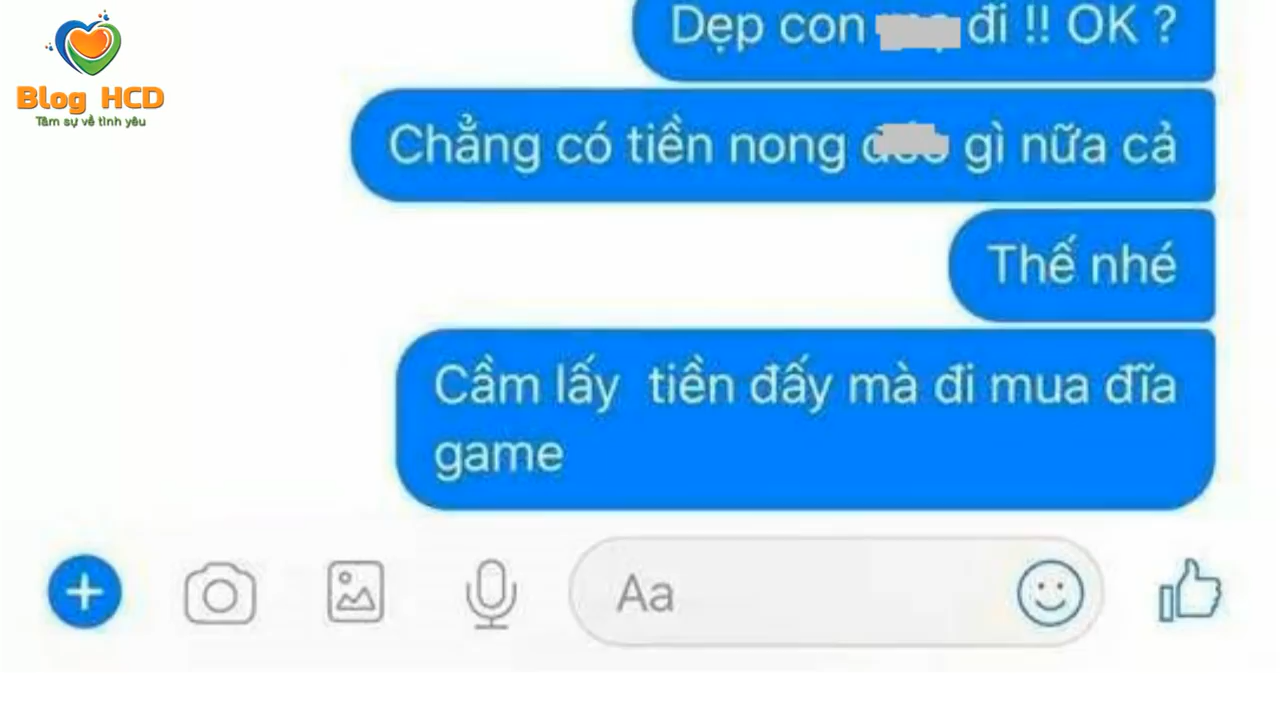 Blog HCD
Tâm sự về tình yêu
Dẹp con đi !! OK ?
Chẳng có tiền nong gì nữa cả
Thế nhé
Cầm lấy tiền đấy mà đi mua đĩa
game
Aa